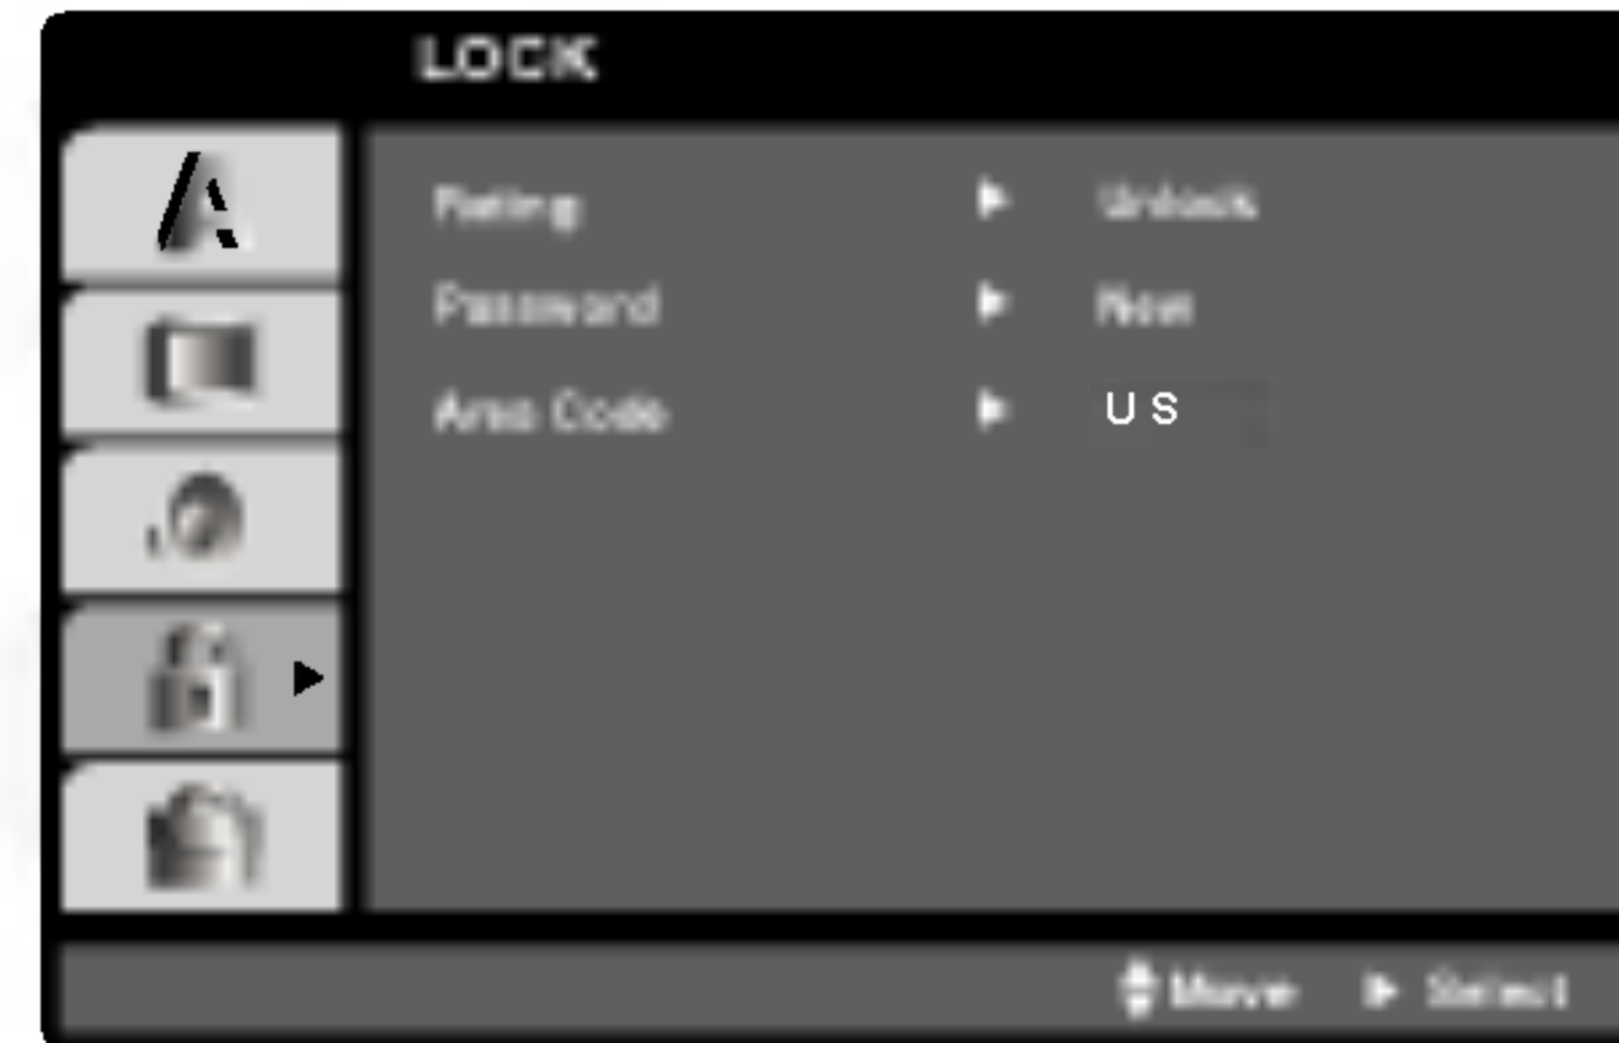 LOCK
Rating Unlock
Password New
Area Code U S
Move Select